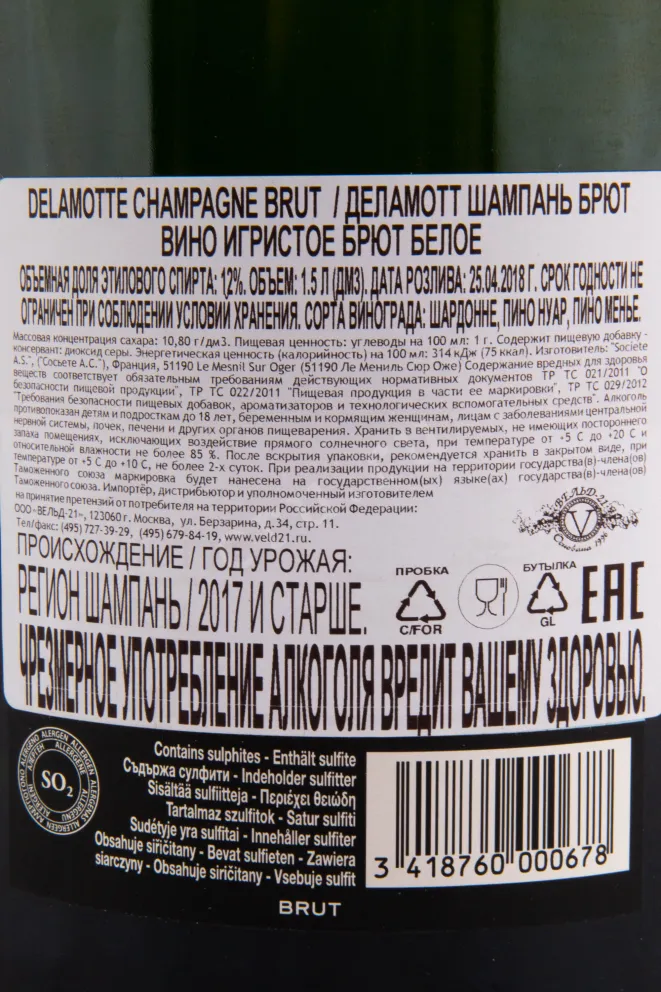 DELAMOTTE CHAMPAGNE BRUT / ДЕЛАМОТТ ШАМПАНЬ БРЮТ
ВИНО ИГРИСТОЕ БРЮТ БЕЛОЕ
ОБЪЕМНАЯ ДОЛЯ ЭТИЛОВОГО СПИРТА: 12%. ОБЪЕМ: 1.5 Л (ДМ3). ДАТА РОЗЛИВА: 25.04.2018 Г. СРОК ГОДНОСТИ НЕ
ОГРАНИЧЕН ПРИ СОБЛЮДЕНИИ УСЛОВИЙ ХРАНЕНИЯ. СОРТА ВИНОГРАДА: ШАРДОННЕ, ПИНО НУАР, ПИНО МЕНЬЕ.
Массовая концентрация сахара: 10,80 г/дм3. Пищевая ценность: углеводы на 100 мл: 1 г. Содержит пищевую добавку -
консервант: диоксид серы. Энергетическая ценность (калорийность) на 100 мл: 314 кДж (75 ккал). Изготовитель: "Societe
A.S.", ("Сосьете А.С."), Франция, 51190 Le Mesnil Sur Oger (51190 Ле Мениль Сюр Оже) Содержание вредных для здоровья
веществ соответствует обязательным требованиям действующих нормативных документов ТР ТС 021/2011 "О
безопасности пищевой продукции", ТР ТС 022/2011 "Пищевая продукция в части ее маркировки", ТР ТС 029/2012
"Требования безопасности пищевых добавок, ароматизаторов и технологических вспомогательных средств". Алкоголь
противопоказан детям и подросткам до 18 лет, беременным и кормящим женщинам, лицам с заболеваниями центральной
нервной системы, почек, печени и других органов пищеварения. Хранить в вентилируемых, не имеющих постороннего
запаха помещениях, исключающих воздействие прямого солнечного света, при температуре от +5 С до +20 С и
относительной влажности не более 85 %. После вскрытия упаковки, рекомендуется хранить в закрытом виде, при
температуре от +5 С до +10 С, не более 2-х суток. При реализации продукции на территории государства(в)-члена(ов)
Таможенного союза маркировка будет нанесена на государственном(ых) языке(ах) государства(в)-члена(ов)
Таможенного союза. Импортёр, дистрибьютор и уполномоченный изготовителем
на принятие претензий от потребителя на территории Российской Федерации:
ООО «ВЕЛЬД-21», 123060 г. Москва, ул. Берзарина, д.34, стр. 11.
Тел/факс: (495) 727-39-29, (495) 679-84-19, www.veld21.ru.
ВЕЛЬД-21
V
Основана 1996
ПРОИСХОЖДЕНИЕ / ГОД УРОЖАЯ:
РЕГИОН ШАМПАНЬ / 2017 И СТАРШЕ.
ПРОБКА
C/FOR
БУТЫЛКА
GL
EAC
ЧРЕЗМЕРНОЕ УПОТРЕБЛЕНИЕ АЛКОГОЛЯ ВРЕДИТ ВАШЕМУ ЗДОРОВЬЮ.
SO2
Contains sulphites - Enthält sulfite
Съдържа сулфити - Indeholder sulfitter
Sisältää sulfiitteja - Περιέχει θειώδη
Tartalmaz szulfitok - Satur sulfiti
Sudėtyje yra sulfitai - Innehåller sulfiter
Obsahuje siřičitany - Bevat sulfieten - Zawiera
siarczyny - Obsahuje siričitany - Vsebuje sulfit
3 418760 000678
BRUT